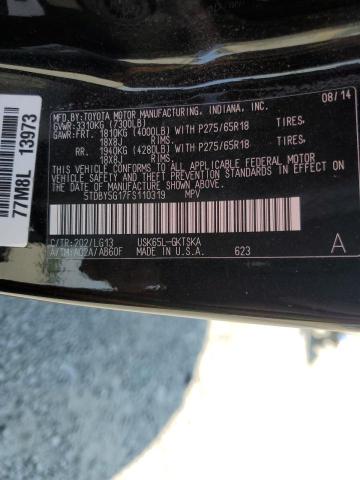 08/14
MFD.BY:TOYOTA MOTOR MANUFACTURING, INDIANA, INC.
GVWR:3310KG (7300LB)
GAWR:FRT. 1810KG (4000LB) WITH P275/65R18 TIRES,
18X8J
RR. 1940KG (4280LB) WITH P275/65R18 TIRES,
18X8J
THIS VEHICLE CONFORMS TO ALL APPLICABLE FEDERAL MOTOR
VEHICLE SAFETY AND THEFT PREVENTION STANDARDS IN EFFECT
ON THE DATE OF MANUFACTURE SHOWN ABOVE.
5TDBY5G17FS110319 MPV
C/TR:202/LG13 USK65L-GKTSKA
A/TM:A02A/AB60F MADE IN U.S.A. 623
77M8L 13973